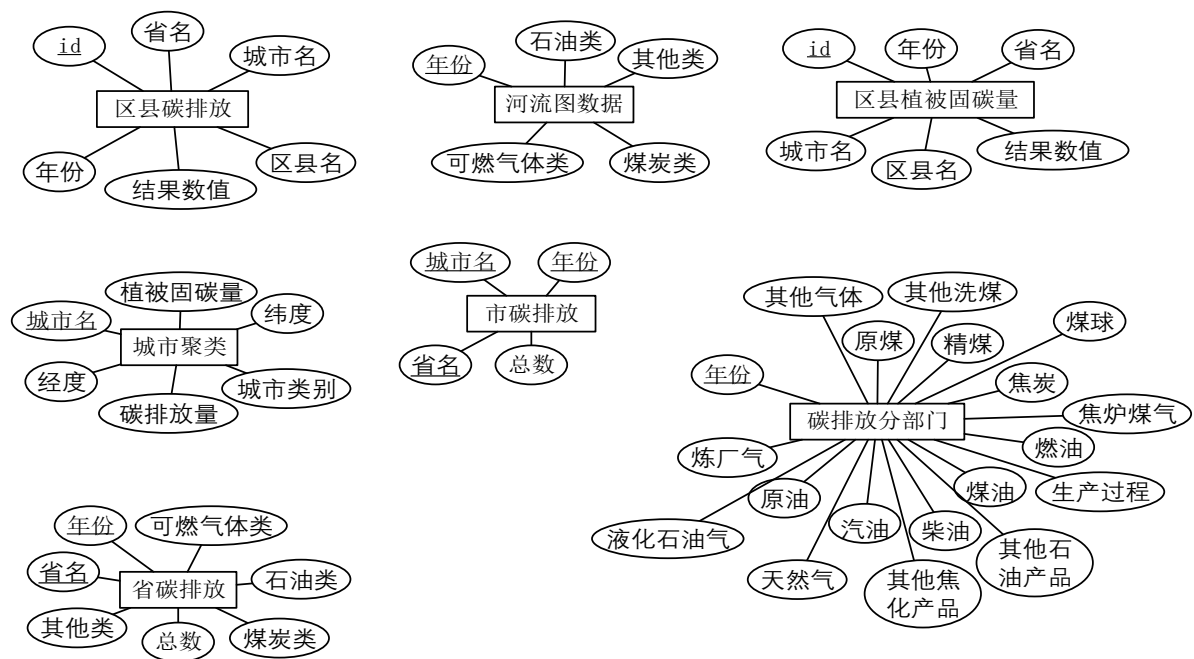 id
省名
城市名
区县碳排放
年份
结果数值
区县名
年份
石油类
其他类
河流图数据
可燃气体类
煤炭类
id
年份
省名
区县植被固碳量
城市名
区县名
结果数值
植被固碳量
城市名
纬度
城市聚类
经度
城市类别
碳排放量
城市名
年份
市碳排放
省名
总数
其他气体
其他洗煤
煤球
原煤
精煤
年份
焦炭
碳排放分部门
焦炉煤气
炼厂气
燃油
原油
煤油
生产过程
液化石油气
汽油
柴油
其他石
油产品
天然气
其他焦
化产品
年份
可燃气体类
省名
石油类
省碳排放
其他类
总数
煤炭类